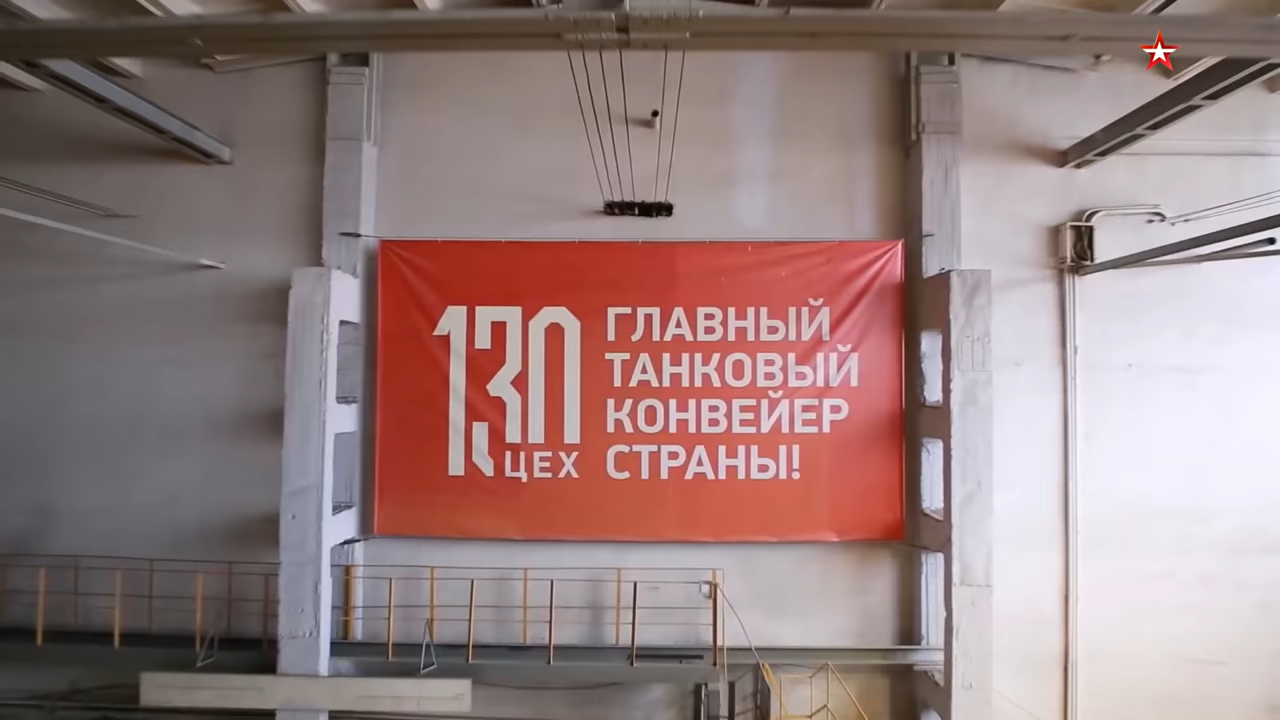 130
ЦЕХ
ГЛАВНЫЙ
ТАНКОВЫЙ
КОНВЕЙЕР
СТРАНЫ!